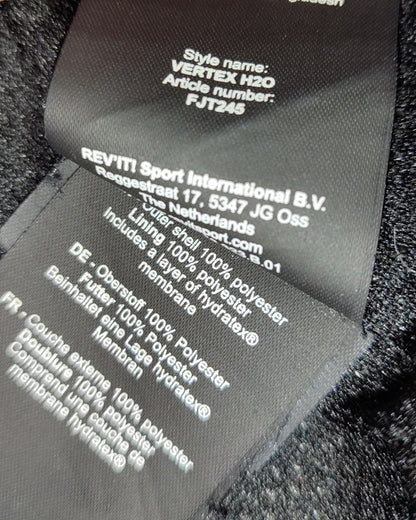 Style name:
VERTEX H2O
Article number:
FJT245
REV'IT! Sport International B.V.
Reggestraat 17, 5347 JG Oss
The Netherlands
B.01
Outer shell 100% polyester
Lining 100% polyester
Includes a layer of hydratex®
membrane
DE - Oberstoff 100% Polyester
Futter 100% Polyester
Beinhaltet eine Lage hydratex®
Membran
FR - Couche externe 100% polyester
Doublure 100% polyester
Comprend une couche de
membrane hydratex®